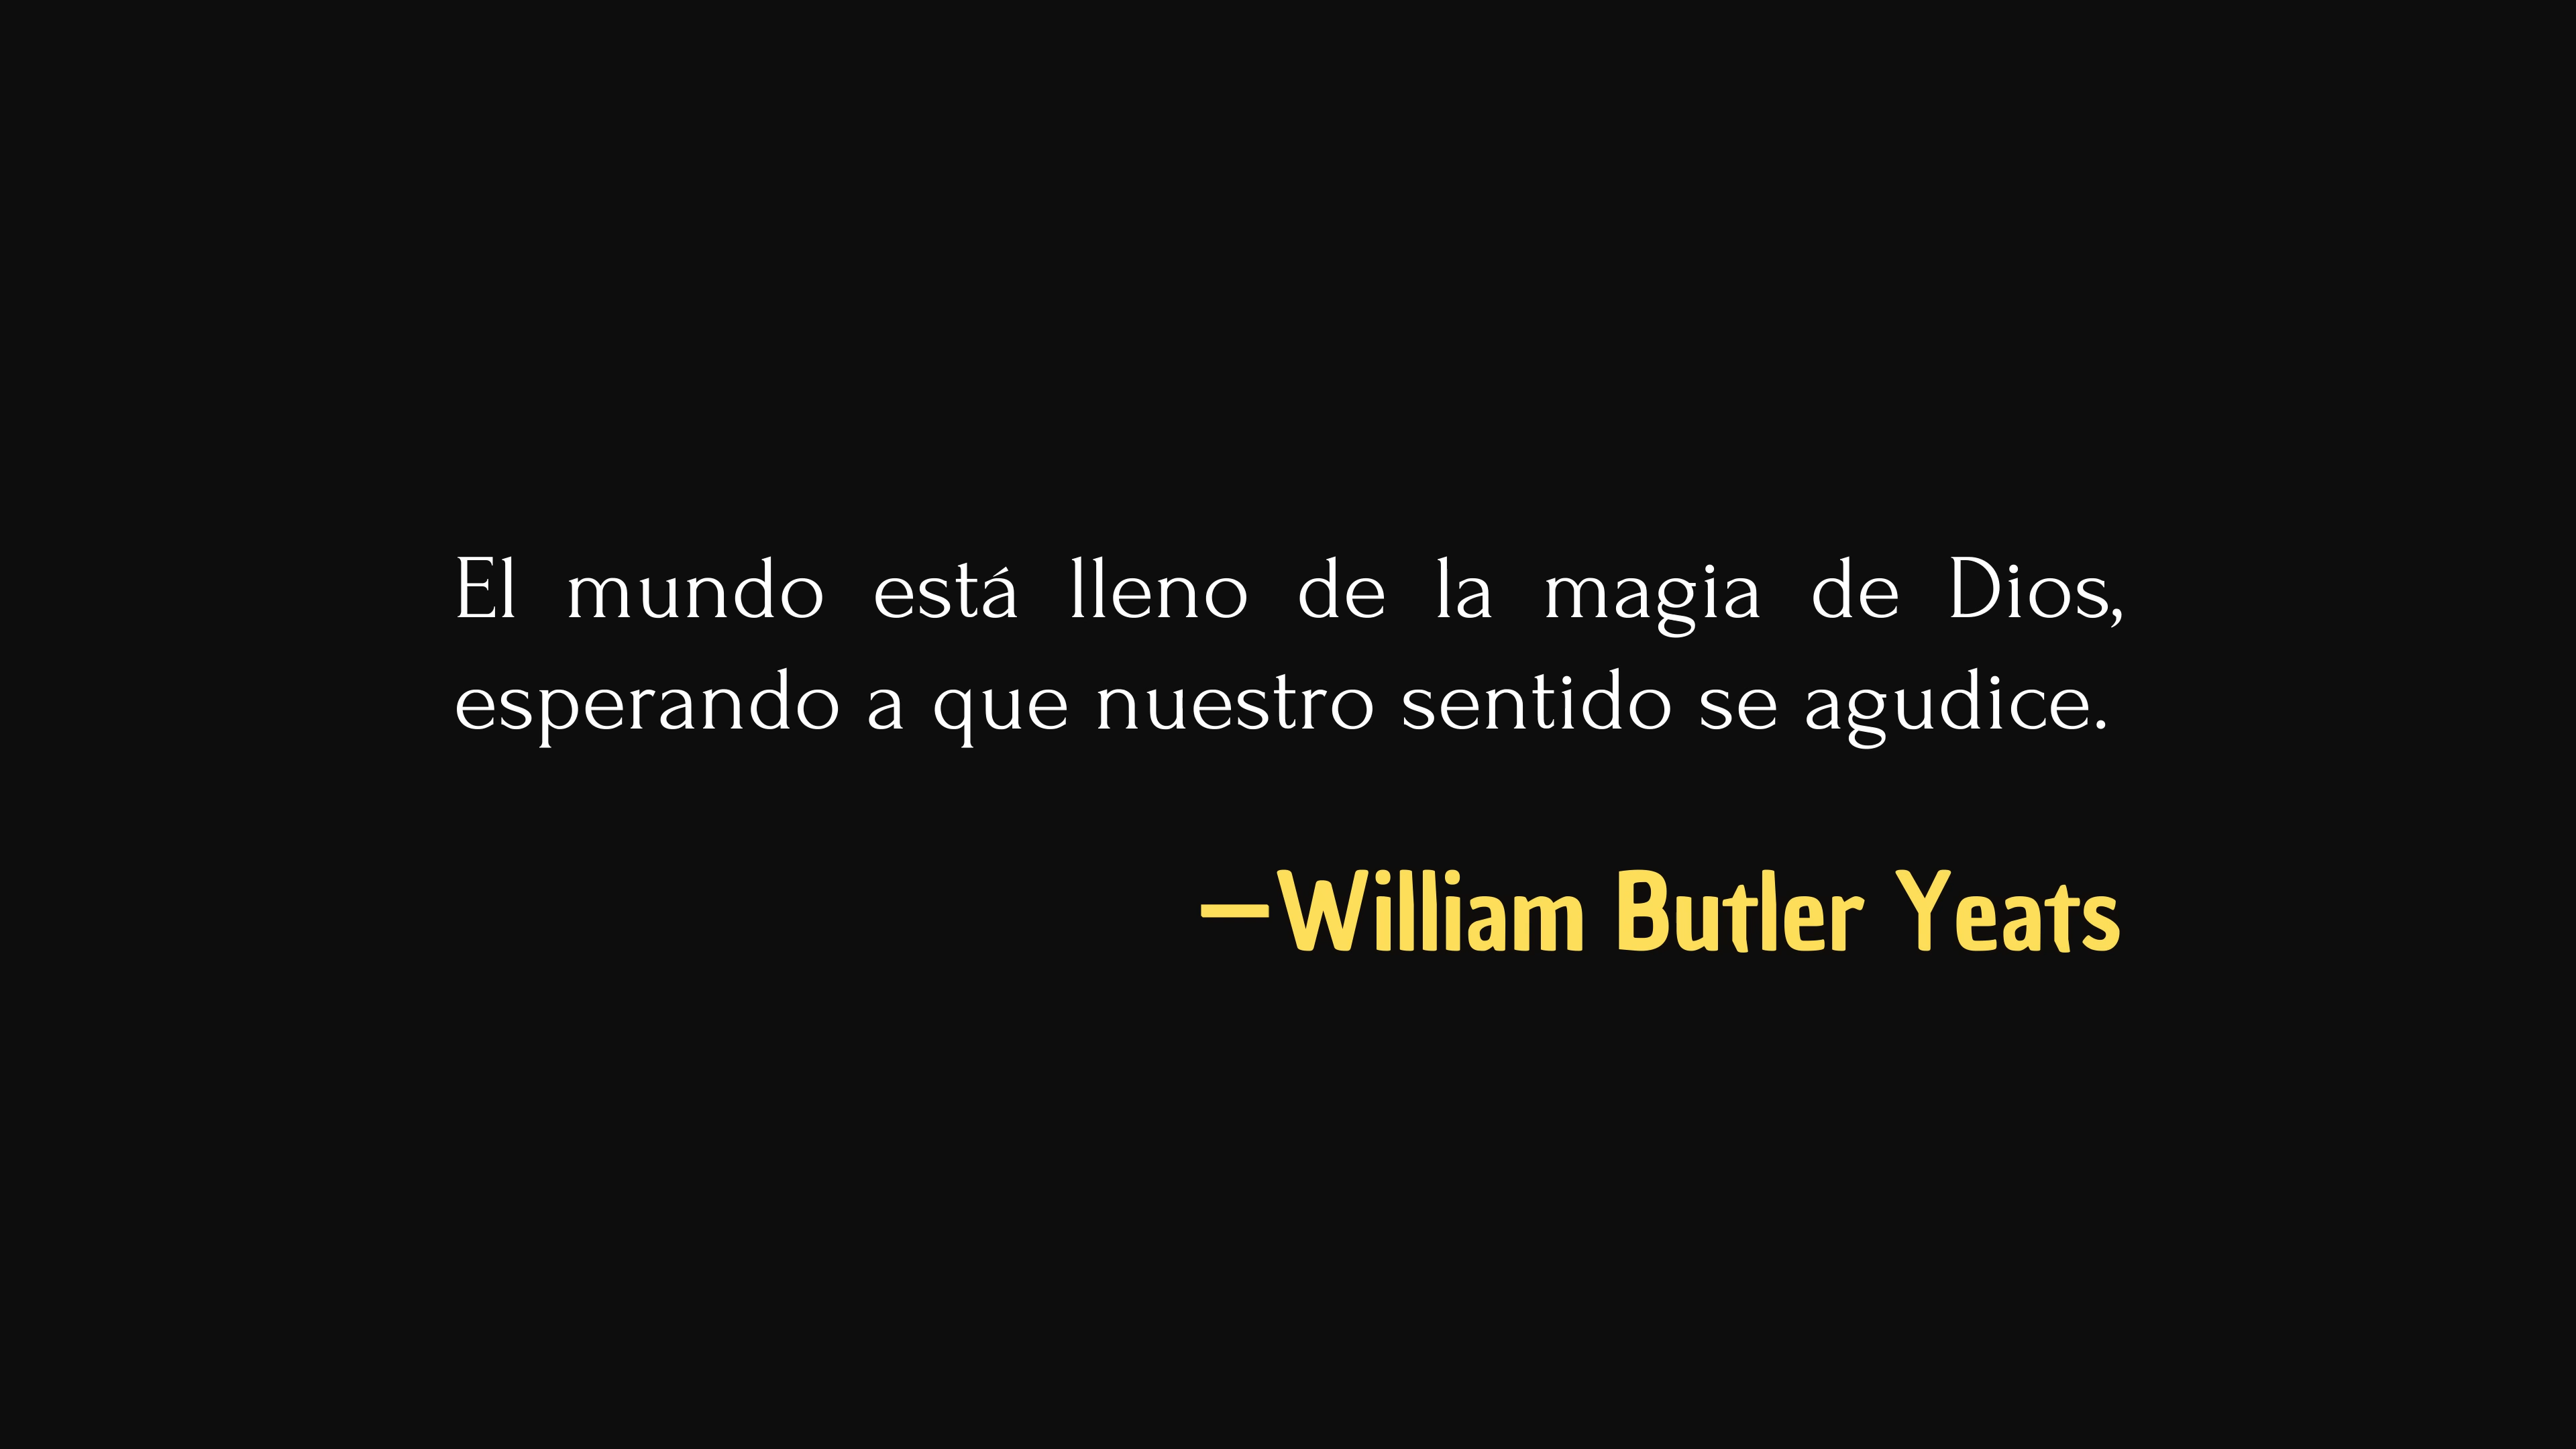 El mundo está lleno de la magia de Dios,
esperando a que nuestro sentido se agudice.
—William Butler Yeats